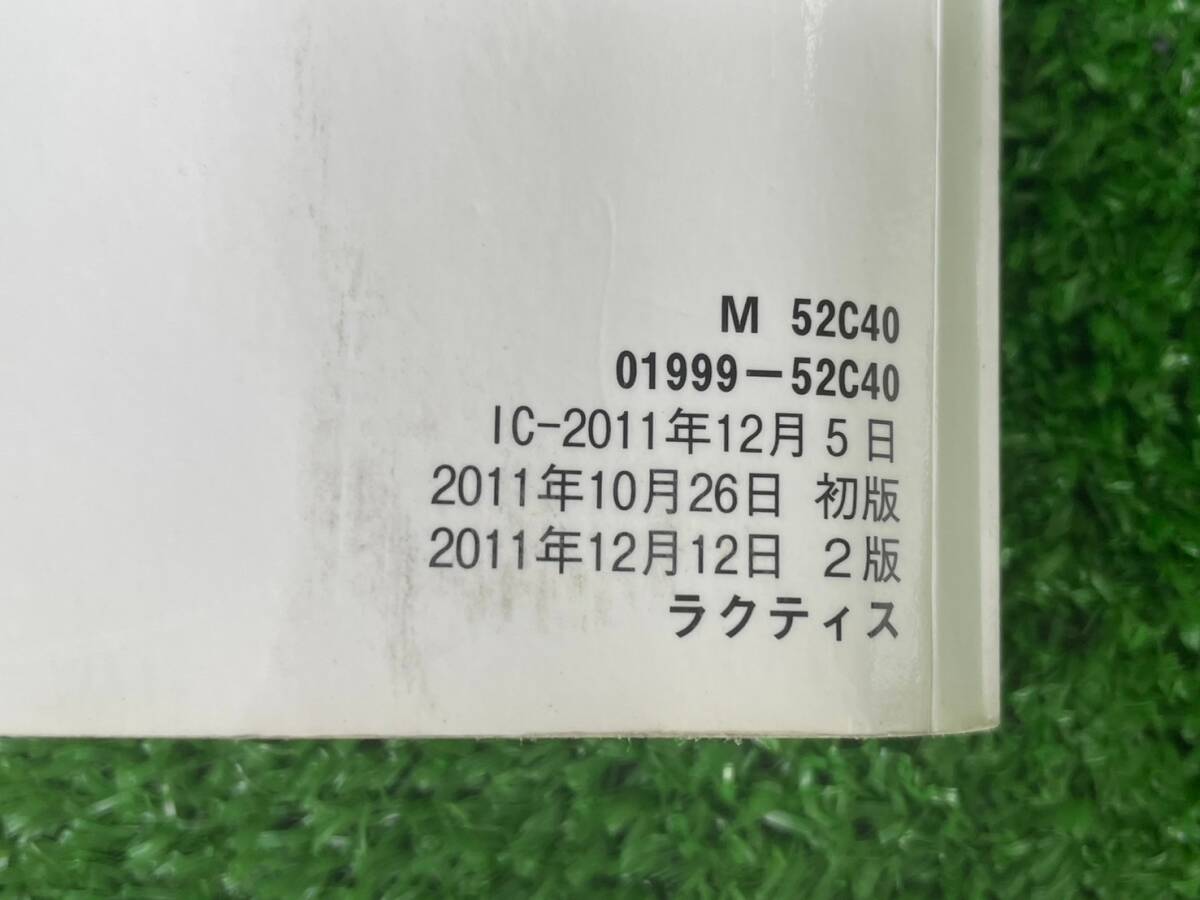 M 52C40
01999-52C40
IC-2011年12月5日
2011年10月26日 初版
2011年12月12日 2版
ラクティス